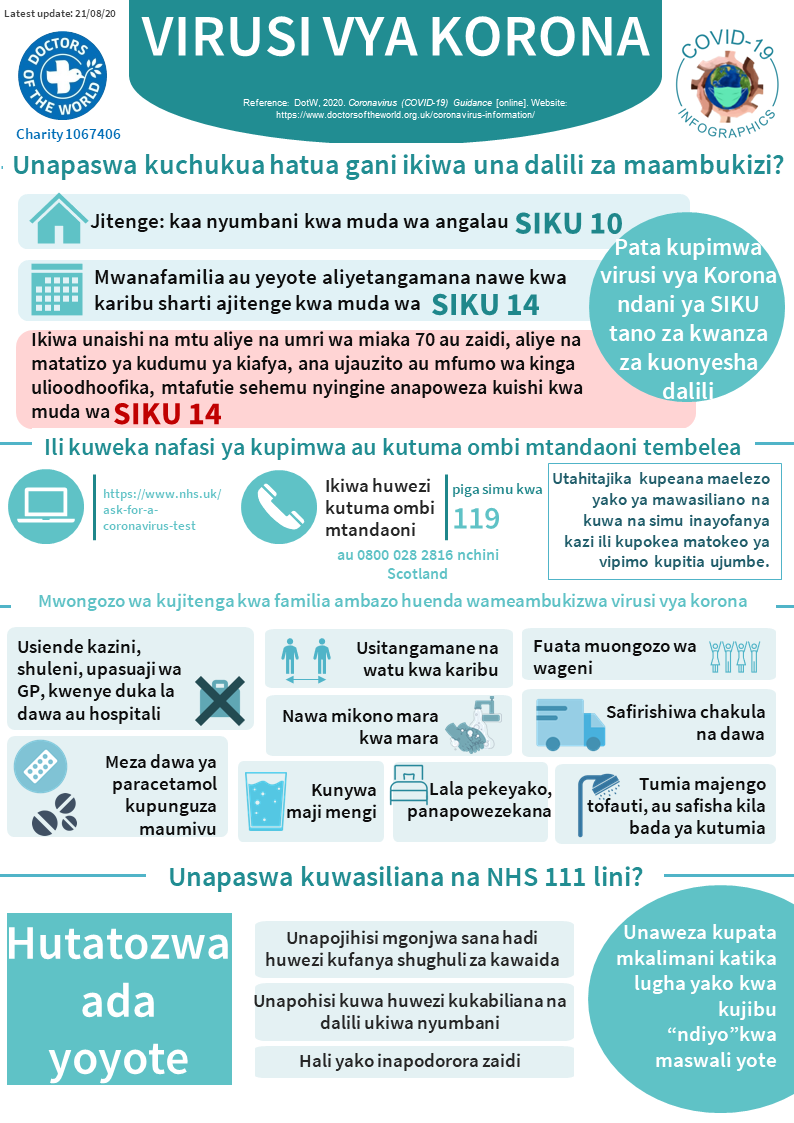 Latest update: 21/08/20
DOCTORS
OF THE WORLD
Charity 1067406
VIRUSI VYA KORONA
Reference: DotW, 2020. Coronavirus (COVID-19) Guidance [online]. Website:
https://www.doctorsoftheworld.org.uk/coronavirus-information/
COVID-19
INFOGRAPHICS
Unapaswa kuchukua hatua gani ikiwa una dalili za maambukizi?
Jitenge: kaa nyumbani kwa muda wa angalau SIKU 10
Mwanafamilia au yeyote aliyetangamana nawe kwa
karibu sharti ajitenge kwa muda wa SIKU 14
Ikiwa unaishi na mtu aliye na umri wa miaka 70 au zaidi, aliye na
matatizo ya kudumu ya kiafya, ana ujauzito au mfumo wa kinga
ulioodhoofika, mtafutie sehemu nyingine anapoweza kuishi kwa
muda wa SIKU 14
Pata kupimwa
virusi vya Korona
ndani ya SIKU
tano za kwanza
za kuonyesha
dalili
Ili kuweka nafasi ya kupimwa au kutuma ombi mtandaoni tembelea
https://www.nhs.uk/
ask-for-a-
coronavirus-test
Ikiwa huwezi
kutuma ombi
mtandaoni
piga simu kwa
119
au 0800 028 2816 nchini
Scotland
Utahitajika kupeana maelezo
yako ya mawasiliano na
kuwa na simu inayofanya
kazi ili kupokea matokeo ya
vipimo kupitia ujumbe.
Mwongozo wa kujitenga kwa familia ambazo huenda wameambukizwa virusi vya korona
Usiende kazini,
shuleni, upasuaji wa
GP, kwenye duka la
dawa au hospitali
Usitangamane na
watu kwa karibu
Fuata muongozo wa
wageni
Nawa mikono mara
kwa mara
Safirishiwa chakula
na dawa
Meza dawa ya
paracetamol
kupunguza
maumivu
Kunywa
maji mengi
Lala pekeyako,
panapowezekana
Tumia majengo
tofauti, au safisha kila
bada ya kutumia
Unapaswa kuwasiliana na NHS 111 lini?
Hutatozwa
ada
yoyote
Unapojihisi mgonjwa sana hadi
huwezi kufanya shughuli za kawaida
Unapohisi kuwa huwezi kukabiliana na
dalili ukiwa nyumbani
Hali yako inapodorora zaidi
Unaweza kupata
mkalimani katika
lugha yako kwa
kujibu
“ndiyo”kwa
maswali yote